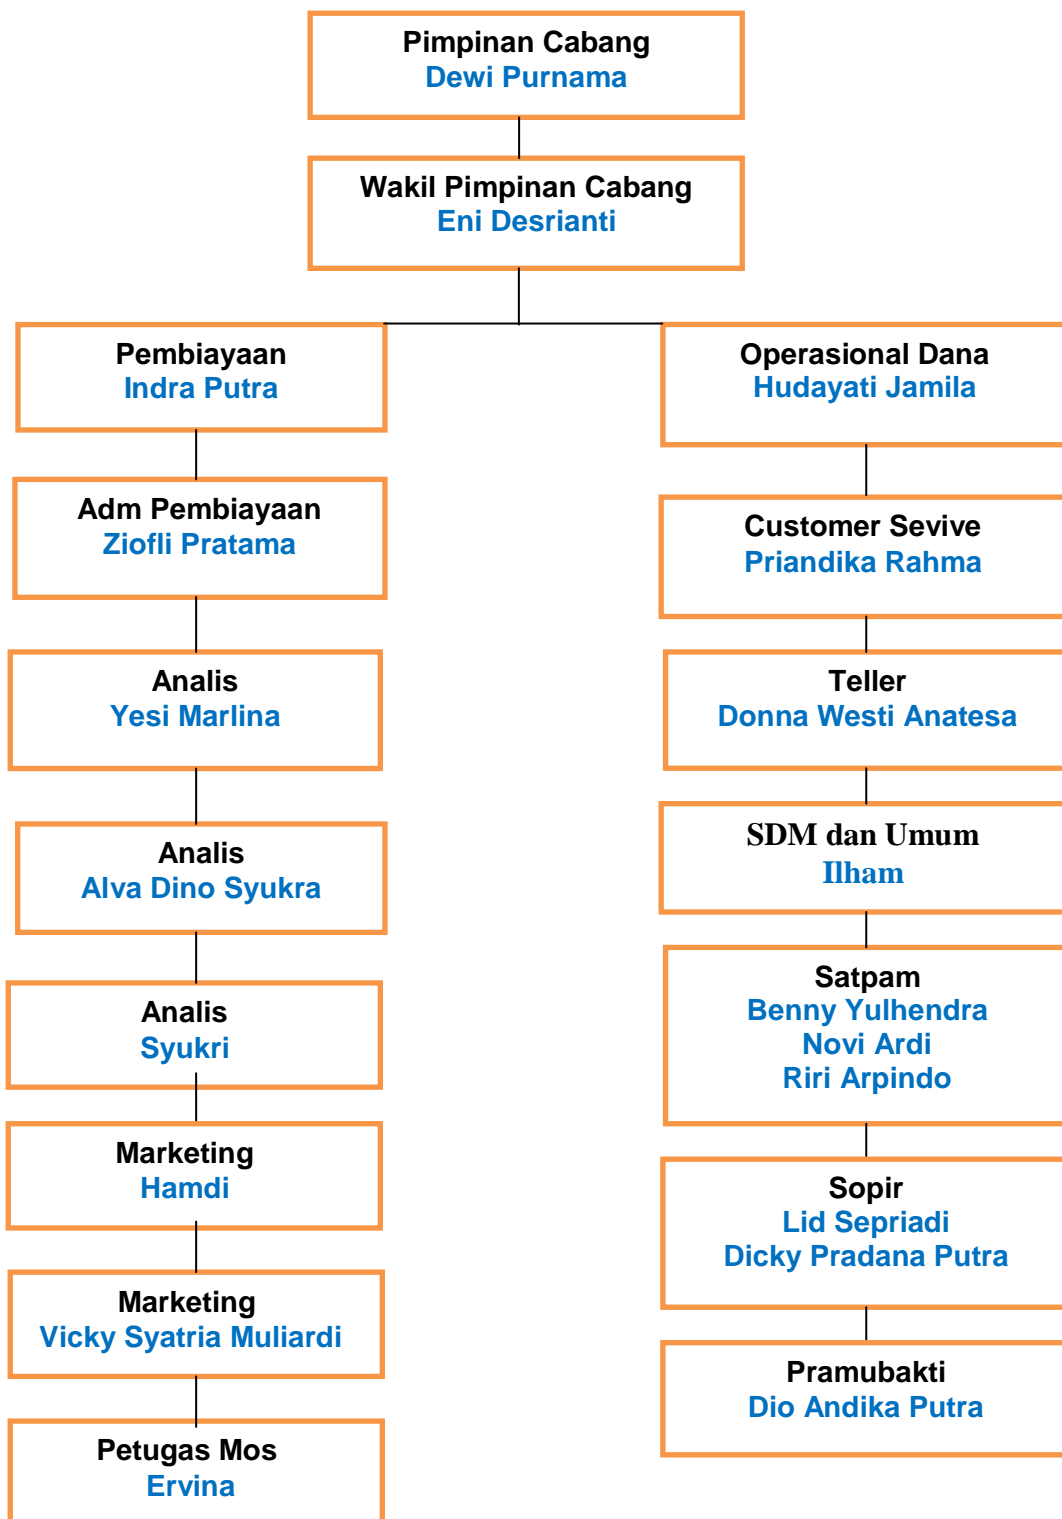 Pimpinan Cabang
Dewi Purnama
Wakil Pimpinan Cabang
Eni Desrianti
Pembiayaan
Indra Putra
Adm Pembiayaan
Ziofli Pratama
Analis
Yesi Marlina
Analis
Alva Dino Syukra
Analis
Syukri
Marketing
Hamdi
Marketing
Vicky Syatria Muliardi
Petugas Mos
Ervina
Operasional Dana
Hudayati Jamila
Customer Sevive
Priandika Rahma
Teller
Donna Westi Anatesa
SDM dan Umum
Ilham
Satpam
Benny Yulhendra
Novi Ardi
Riri Arpindo
Sopir
Lid Sepriadi
Dicky Pradana Putra
Pramubakti
Dio Andika Putra